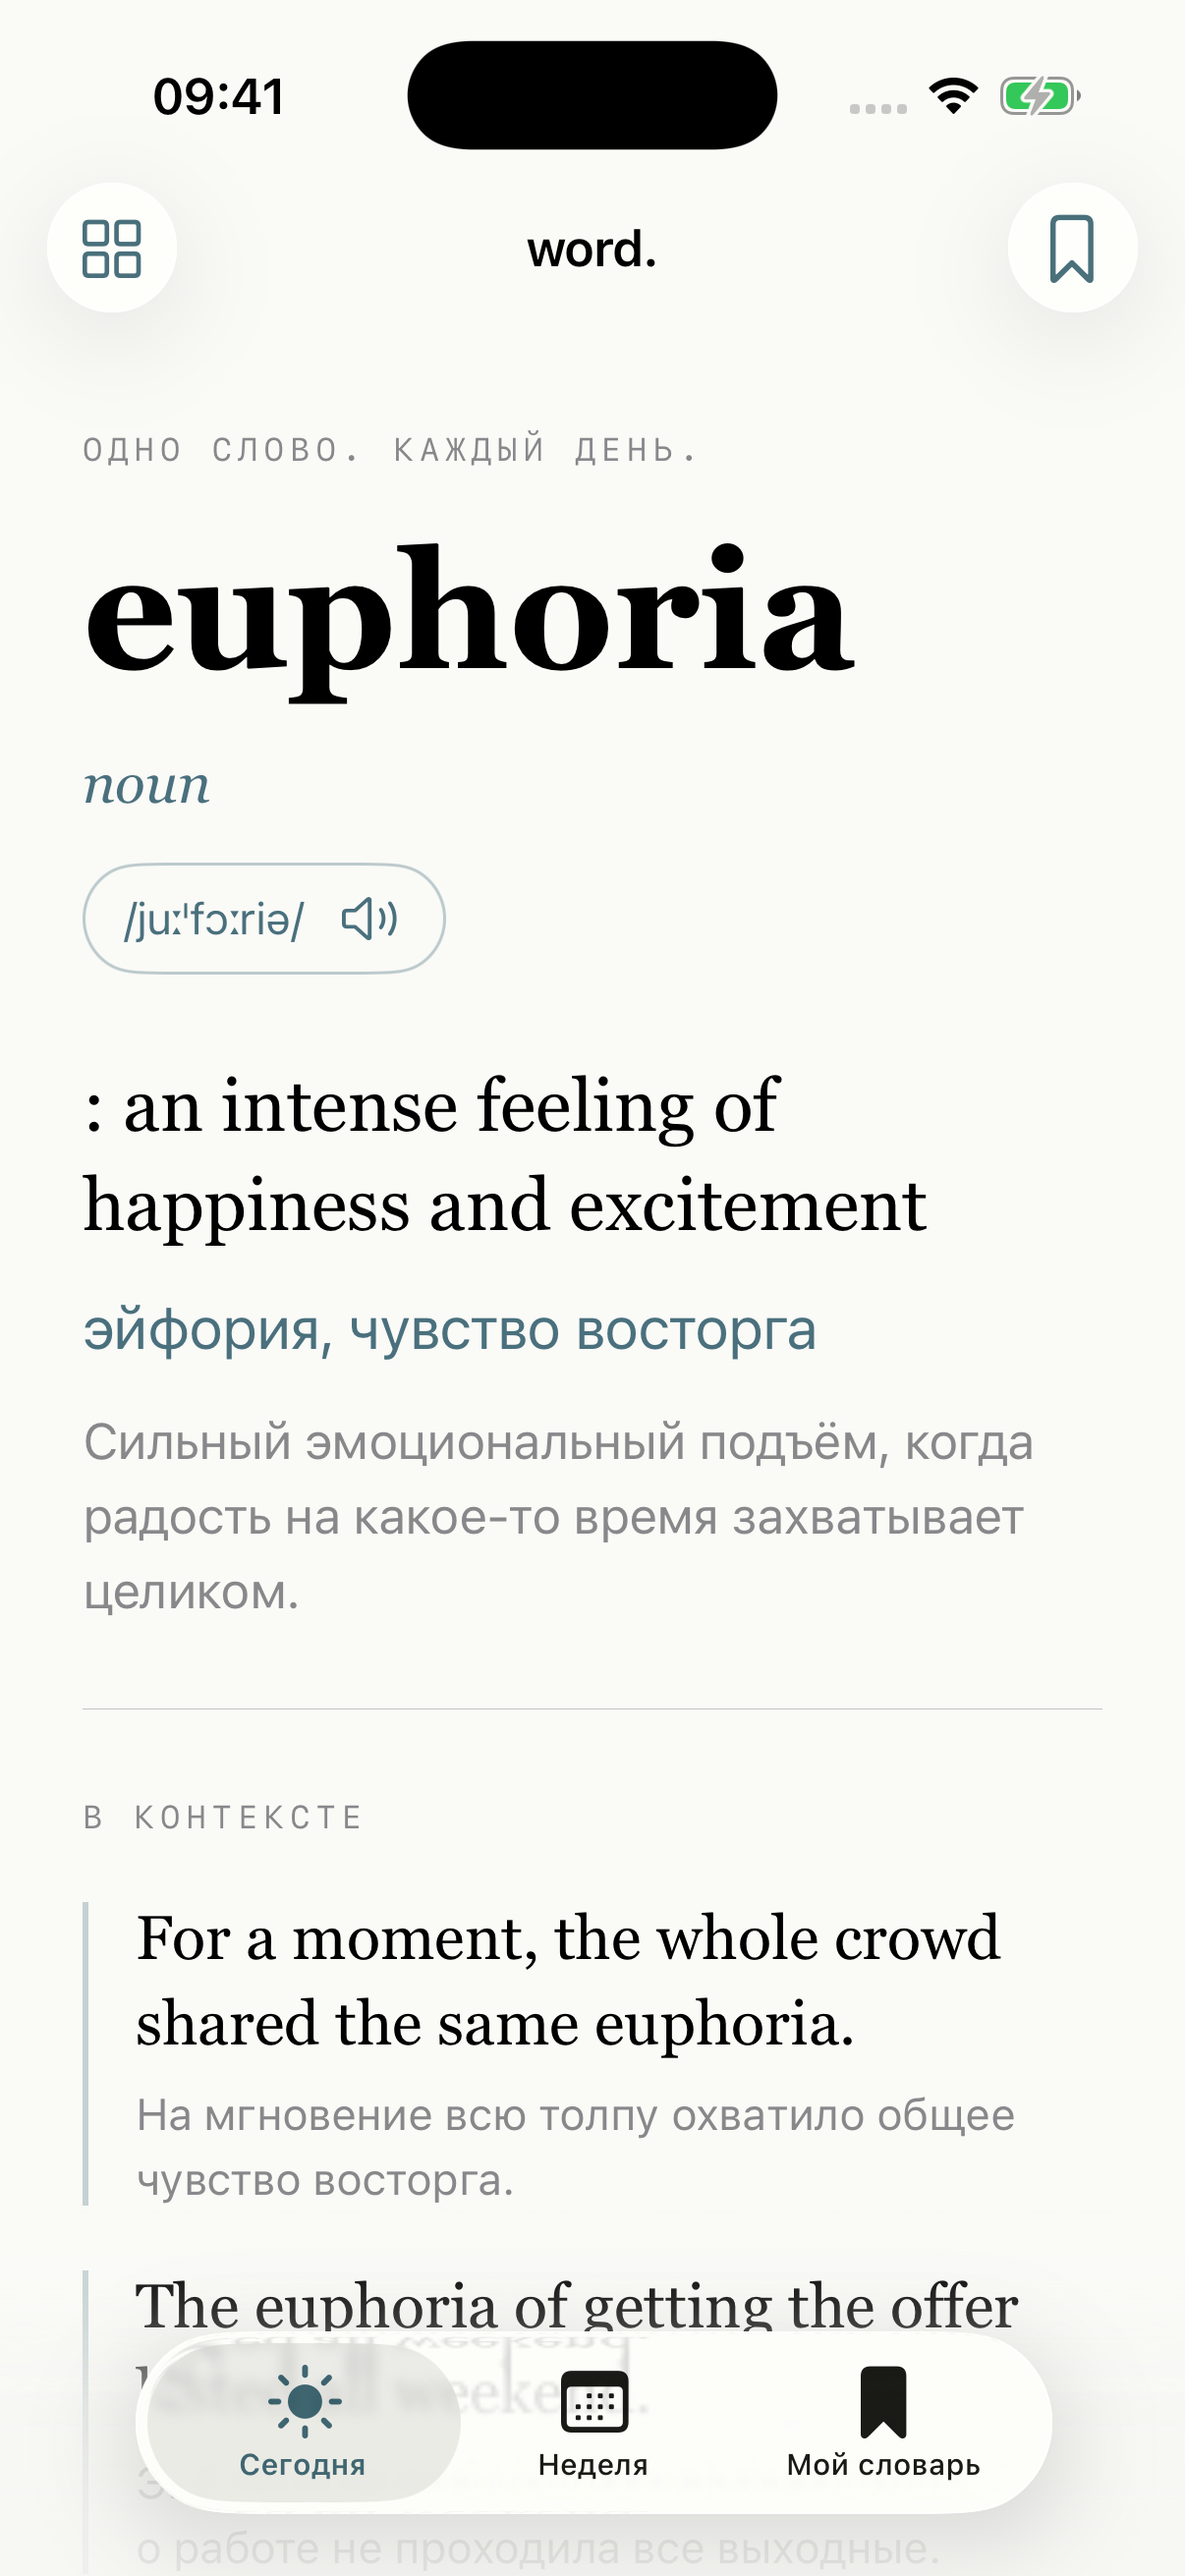 09:41
word.
ОДНО СЛОВО. КАЖДЫЙ ДЕНЬ.
euphoria
noun
/juːˈfɔːriə/
: an intense feeling of
happiness and excitement
эйфория, чувство восторга
Сильный эмоциональный подъём, когда
радость на какое-то время захватывает
целиком.
В КОНТЕКСТЕ
For a moment, the whole crowd
shared the same euphoria.
На мгновение всю толпу охватило общее
чувство восторга.
The euphoria of getting the offer
weekend.
Сегодня
Неделя
Мой словарь
о работе не проходила все выходные.